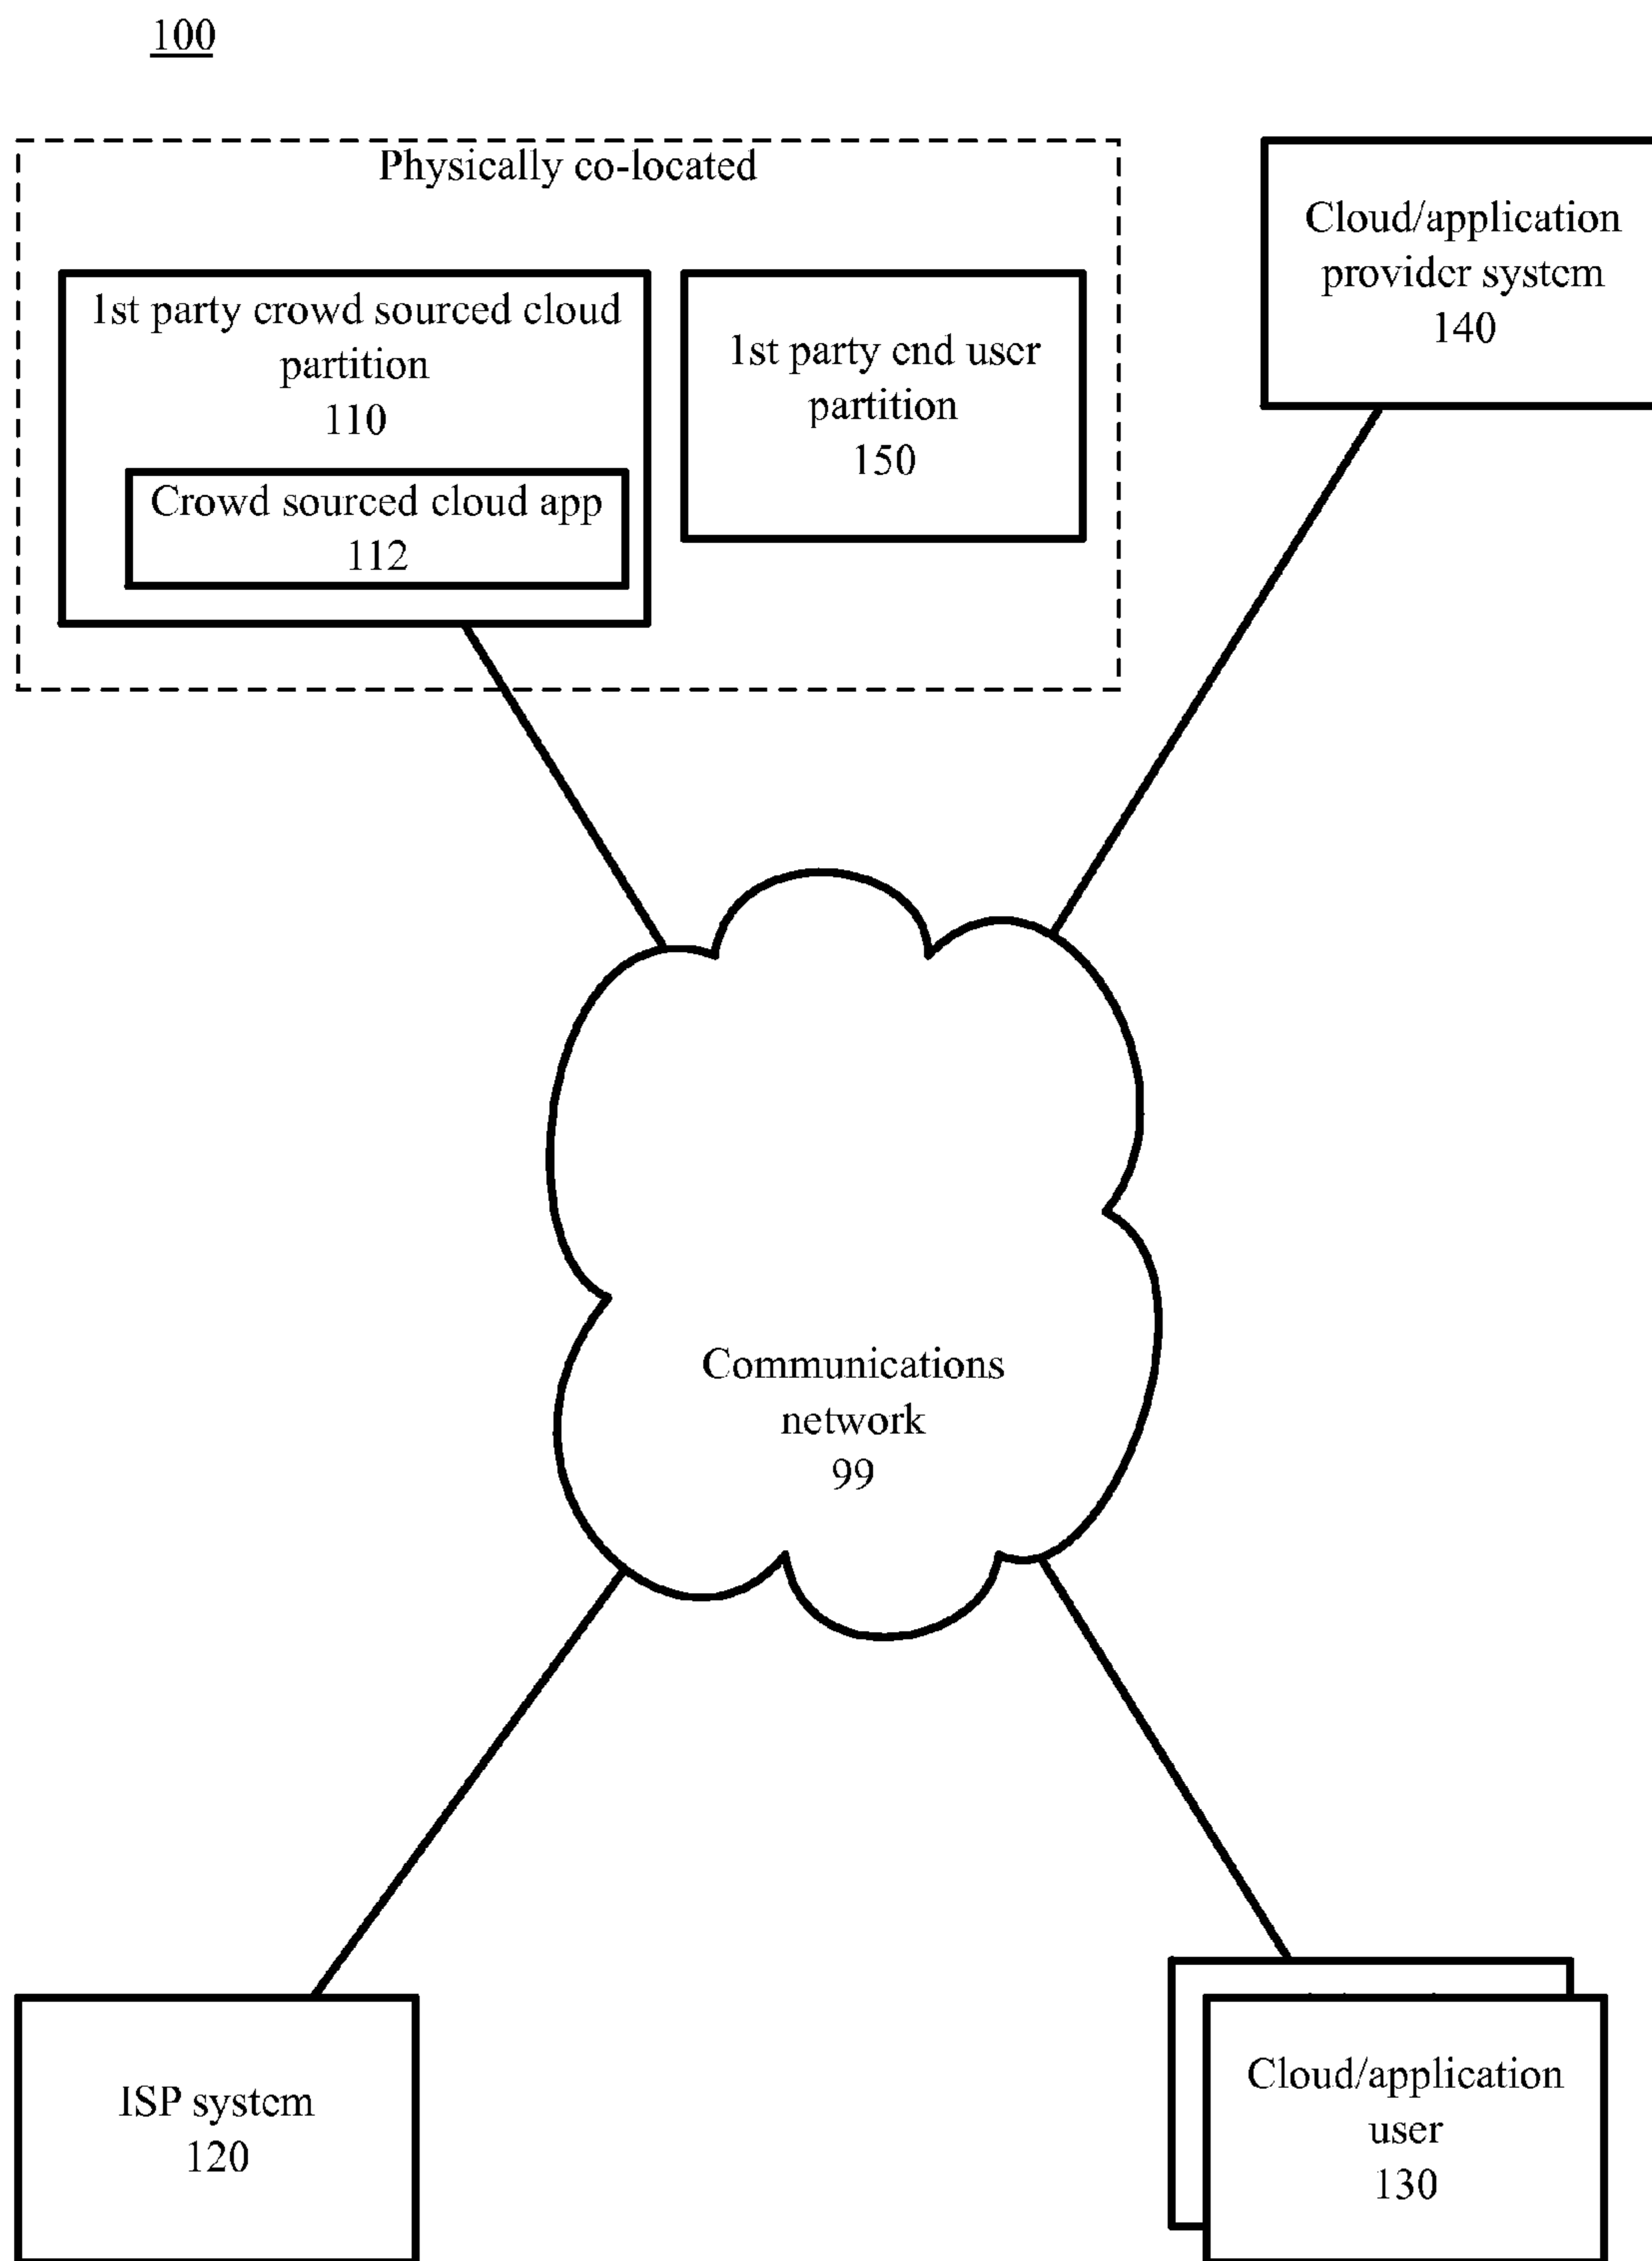 100
Physically co-located
1st party crowd sourced cloud
partition
110
Crowd sourced cloud app
112
1st party end user
partition
150
Cloud/application
provider system
140
Communications
network
99
ISP system
120
Cloud/application
user
130